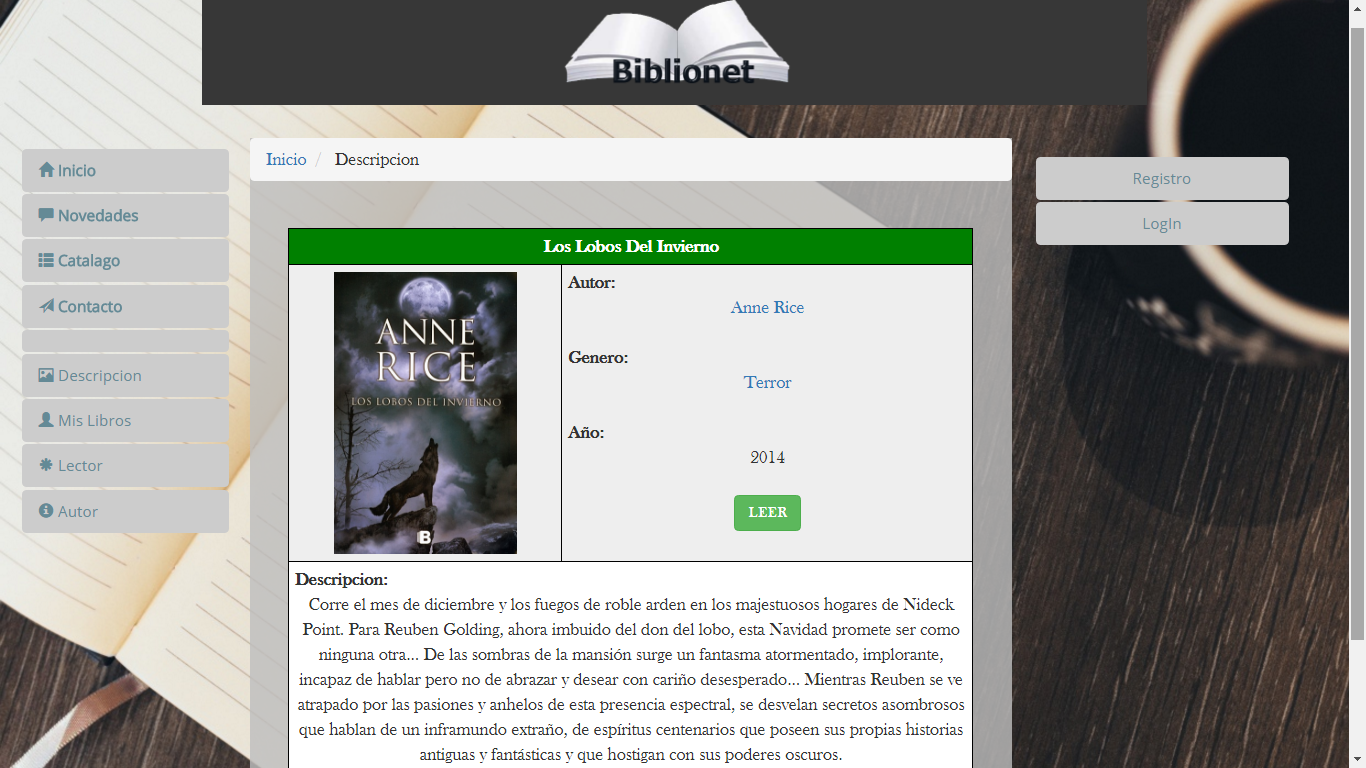 Biblionet
Inicio
Novedades
Catalago
Contacto
Descripcion
Mis Libros
Lector
Autor
Inicio / Descripcion
Los Lobos Del Invierno
ANNE
RICE
LOS LOBOS DEL INVIERNO
B
Autor:
Anne Rice
Genero:
Terror
Año:
2014
LEER
Descripcion:
Corre el mes de diciembre y los fuegos de roble arden en los majestuosos hogares de Nideck
Point. Para Reuben Golding, ahora imbuido del don del lobo, esta Navidad promete ser como
ninguna otra... De las sombras de la mansión surge un fantasma atormentado, implorante,
incapaz de hablar pero no de abrazar y desear con cariño desesperado... Mientras Reuben se ve
atrapado por las pasiones y anhelos de esta presencia espectral, se desvelan secretos asombrosos
que hablan de un inframundo extraño, de espíritus centenarios que poseen sus propias historias
antiguas y fantásticas y que hostigan con sus poderes oscuros.
Registro
LogIn